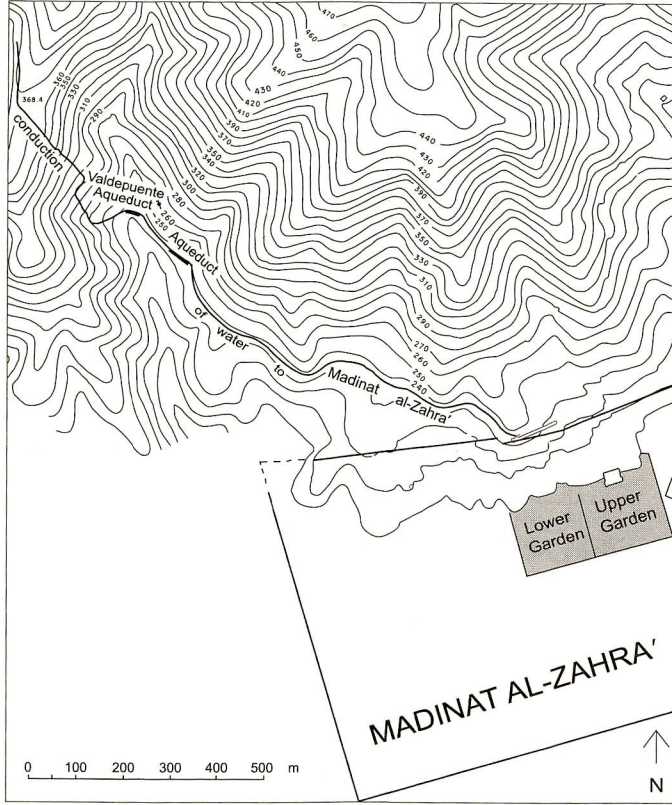 470
460
450
440
430
420
410
390
370
350
340
320
300
280
260
250
360
350
330
310
290
368.4
conduction
Valdepuente
Aqueduct
Aqueduct
of water to Madinat al-Zahra'
440
430
420
390
370
350
330
310
290
270
260
250
240
Lower
Garden
Upper
Garden
MADINAT AL-ZAHRA'
0 100 200 300 400 500 m
N